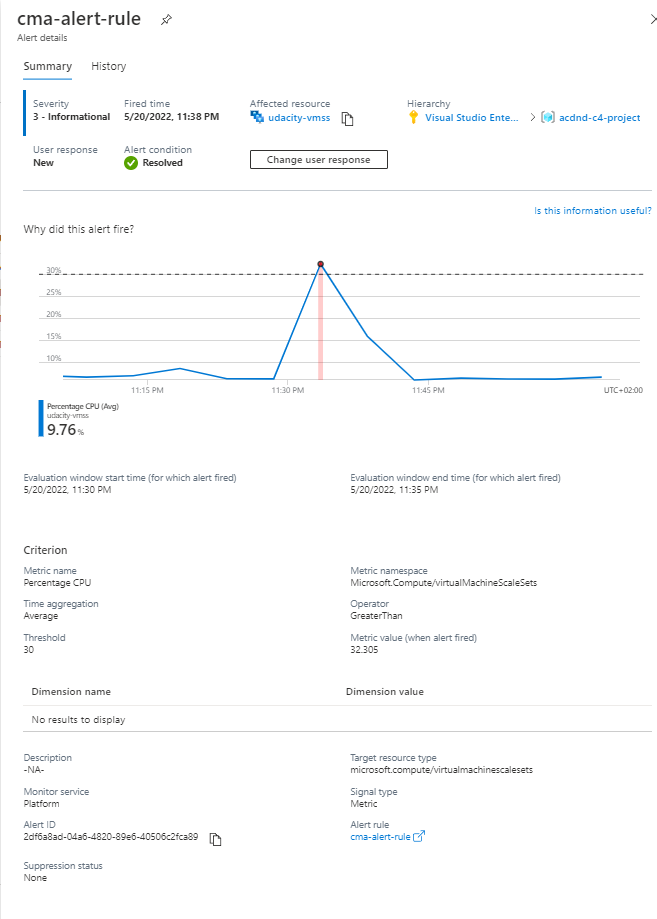 cma-alert-rule
Alert details
Summary History
Severity Fired time Affected resource Hierarchy
3 - Informational 5/20/2022, 11:38 PM udacity-vmss Visual Studio Ente... > acdnd-c4-project
User response Alert condition
New Resolved Change user response
Is this information useful?
Why did this alert fire?
30%
25%
20%
15%
10%
11:15 PM 11:30 PM 11:45 PM UTC+02:00
Percentage CPU (Avg)
udacity-vmss
9.76 %
Evaluation window start time (for which alert fired) Evaluation window end time (for which alert fired)
5/20/2022, 11:30 PM 5/20/2022, 11:35 PM
Criterion
Metric name Metric namespace
Percentage CPU Microsoft.Compute/virtualMachineScaleSets
Time aggregation Operator
Average GreaterThan
Threshold Metric value (when alert fired)
30 32.305
Dimension name Dimension value
No results to display
Description Target resource type
-NA- microsoft.compute/virtualmachinescalesets
Monitor service Signal type
Platform Metric
Alert ID Alert rule
2df6a8ad-04a6-4820-89e6-40506c2fca89 cma-alert-rule
Suppression status
None